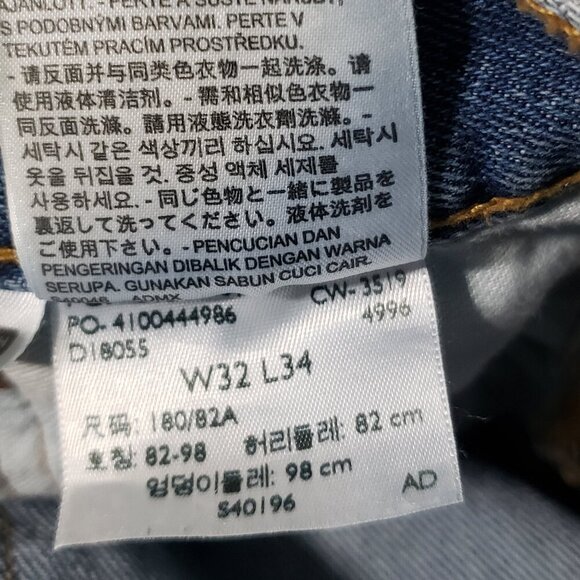 PERTE A SUŠTE NARUBY,
S PODOBNÝMI BARVAMI. PERTE V
TEKUTÉM PRACÍM PROSTŘEDKU.
- 请反面并与同类色衣物一起洗涤。请
使用液体清洁剂。- 需和相似色衣物一
同反面洗滌。請用液態洗衣劑洗滌。-
세탁시 같은 색상끼리 하십시요. 세탁시
옷을 뒤집을 것. 중성 액체 세제를
사용하세요. - 同じ色物と一緒に製品を
裏返して洗ってください。液体洗剤を
ご使用下さい。- PENCUCIAN DAN
PENGERINGAN DIBALIK DENGAN WARNA
SERUPA. GUNAKAN SABUN CUCI CAIR.
S40046 ADMX
PO-4100444986 CW-3519
D18055 4996
W32 L34
尺码: 180/82A
호칭: 82-98 허리둘레: 82 cm
엉덩이둘레: 98 cm
S40196 AD